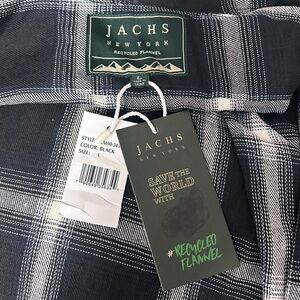 JACHS
NEW YORK
RECYCLED FLANNEL
L
STYLE
COLOR: BLACK
SIZE: L
JACHS
NEW YORK
SAVE THE
WORLD
WITH
#RECYCLED
FLANNEL